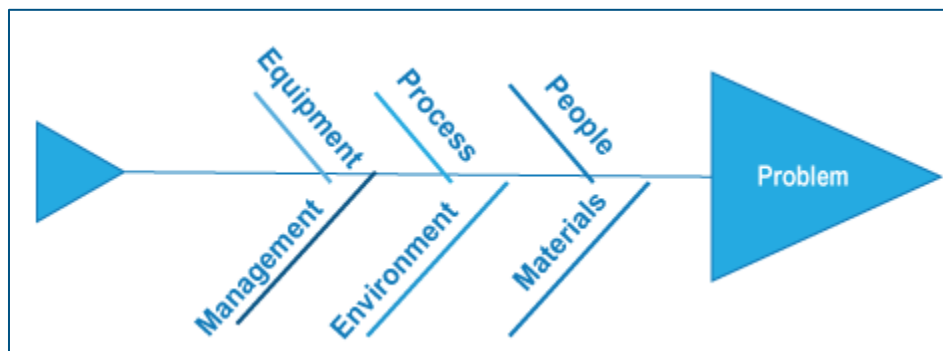 Equipment
Process
People
Problem
Management
Environment
Materials